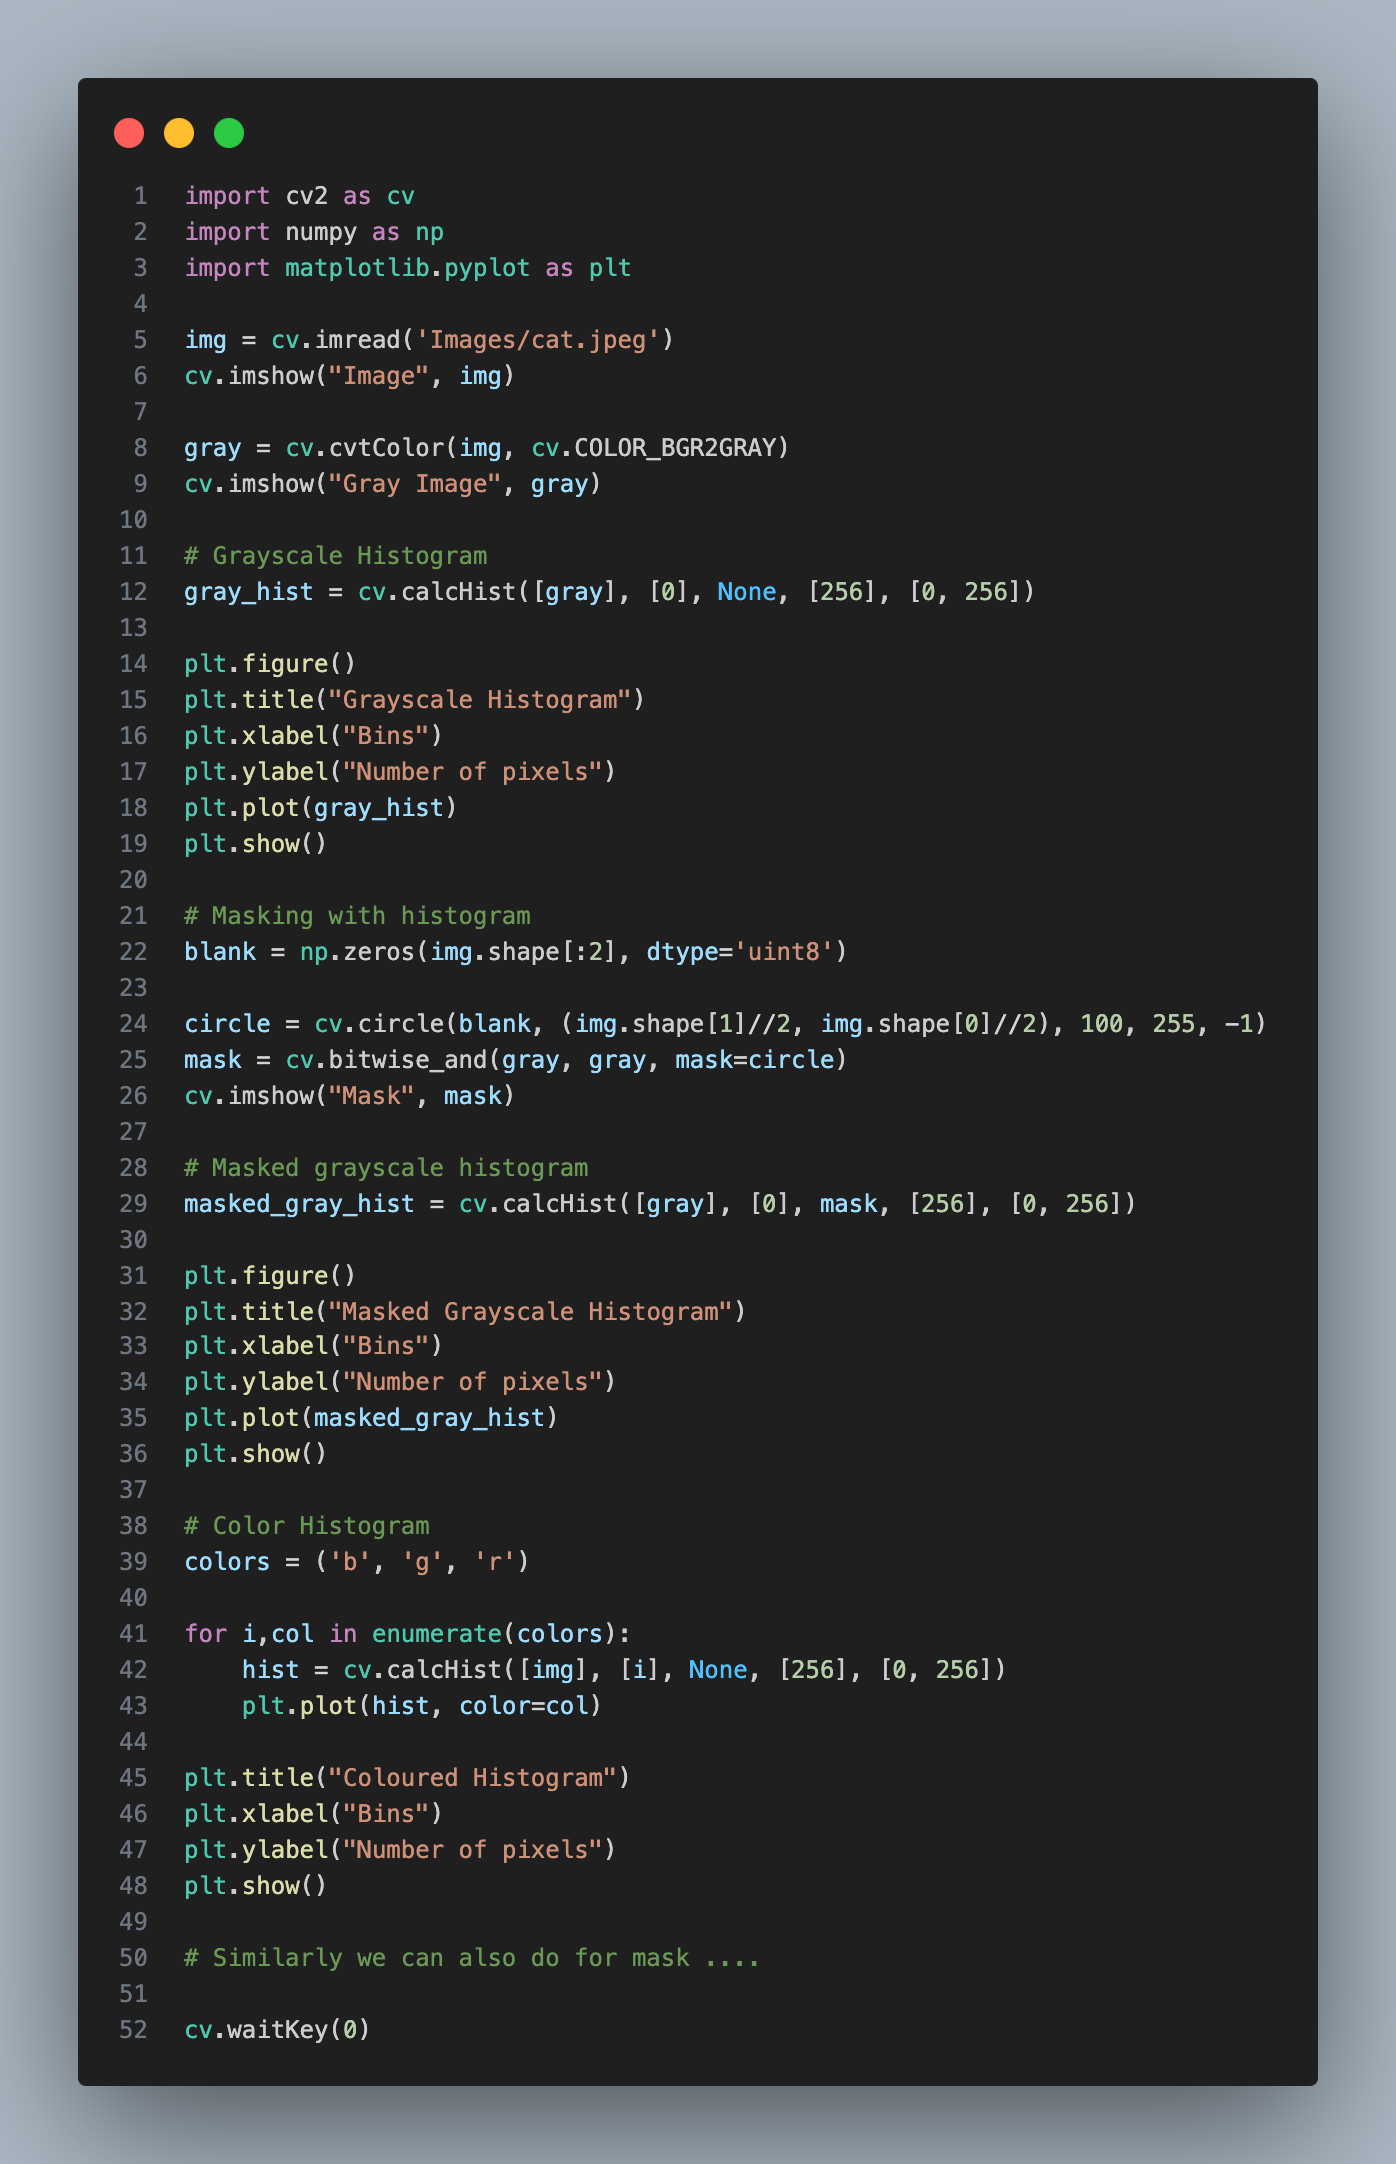 1 import cv2 as cv
2 import numpy as np
3 import matplotlib.pyplot as plt
4
5 img = cv.imread('Images/cat.jpeg')
6 cv.imshow("Image", img)
7
8 gray = cv.cvtColor(img, cv.COLOR_BGR2GRAY)
9 cv.imshow("Gray Image", gray)
10
11 # Grayscale Histogram
12 gray_hist = cv.calcHist([gray], [0], None, [256], [0, 256])
13
14 plt.figure()
15 plt.title("Grayscale Histogram")
16 plt.xlabel("Bins")
17 plt.ylabel("Number of pixels")
18 plt.plot(gray_hist)
19 plt.show()
20
21 # Masking with histogram
22 blank = np.zeros(img.shape[:2], dtype='uint8')
23
24 circle = cv.circle(blank, (img.shape[1]//2, img.shape[0]//2), 100, 255, -1)
25 mask = cv.bitwise_and(gray, gray, mask=circle)
26 cv.imshow("Mask", mask)
27
28 # Masked grayscale histogram
29 masked_gray_hist = cv.calcHist([gray], [0], mask, [256], [0, 256])
30
31 plt.figure()
32 plt.title("Masked Grayscale Histogram")
33 plt.xlabel("Bins")
34 plt.ylabel("Number of pixels")
35 plt.plot(masked_gray_hist)
36 plt.show()
37
38 # Color Histogram
39 colors = ('b', 'g', 'r')
40
41 for i,col in enumerate(colors):
42     hist = cv.calcHist([img], [i], None, [256], [0, 256])
43     plt.plot(hist, color=col)
44
45 plt.title("Coloured Histogram")
46 plt.xlabel("Bins")
47 plt.ylabel("Number of pixels")
48 plt.show()
49
50 # Similarly we can also do for mask ....
51
52 cv.waitKey(0)